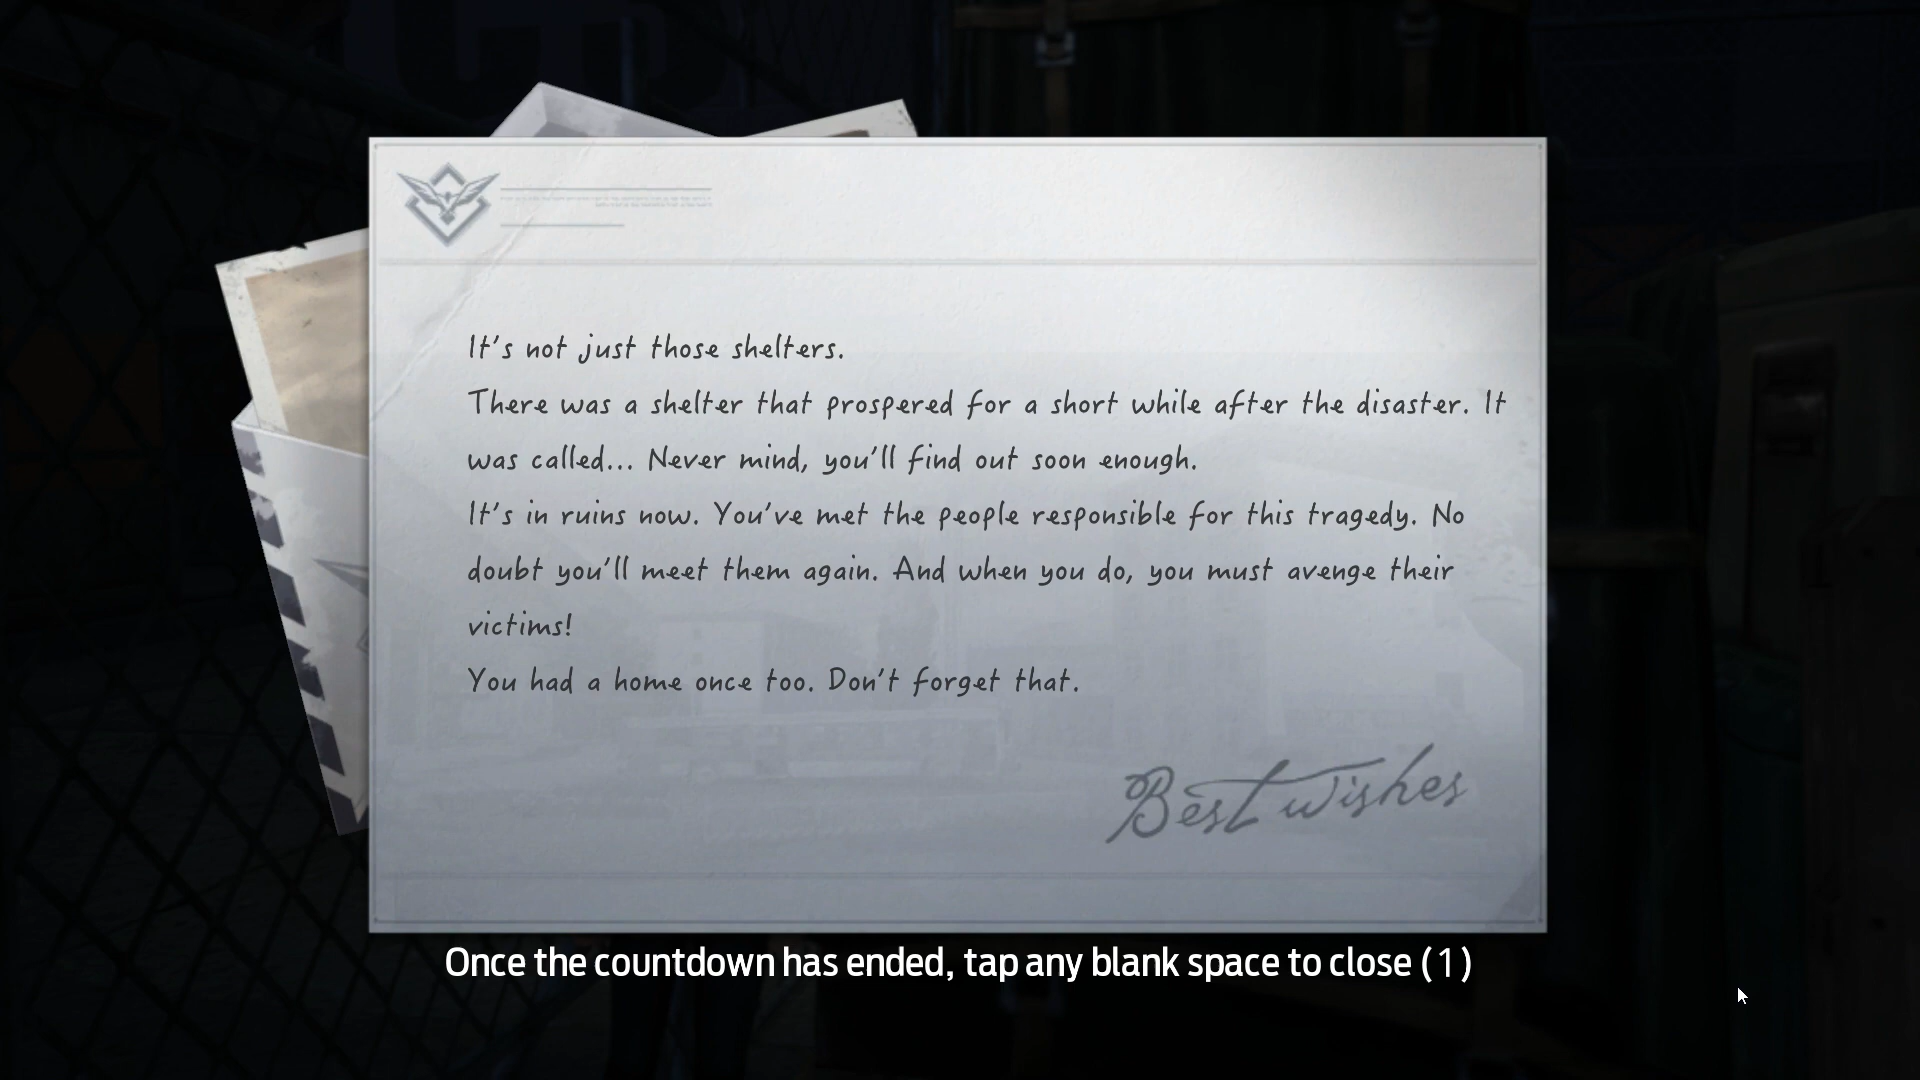 It's not just those shelters.
There was a shelter that prospered for a short while after the disaster. It
was called... Never mind, you'll find out soon enough.
It's in ruins now. You've met the people responsible for this tragedy. No
doubt you'll meet them again. And when you do, you must avenge their
victims!
You had a home once too. Don't forget that.
Best wishes
Once the countdown has ended, tap any blank space to close (1)